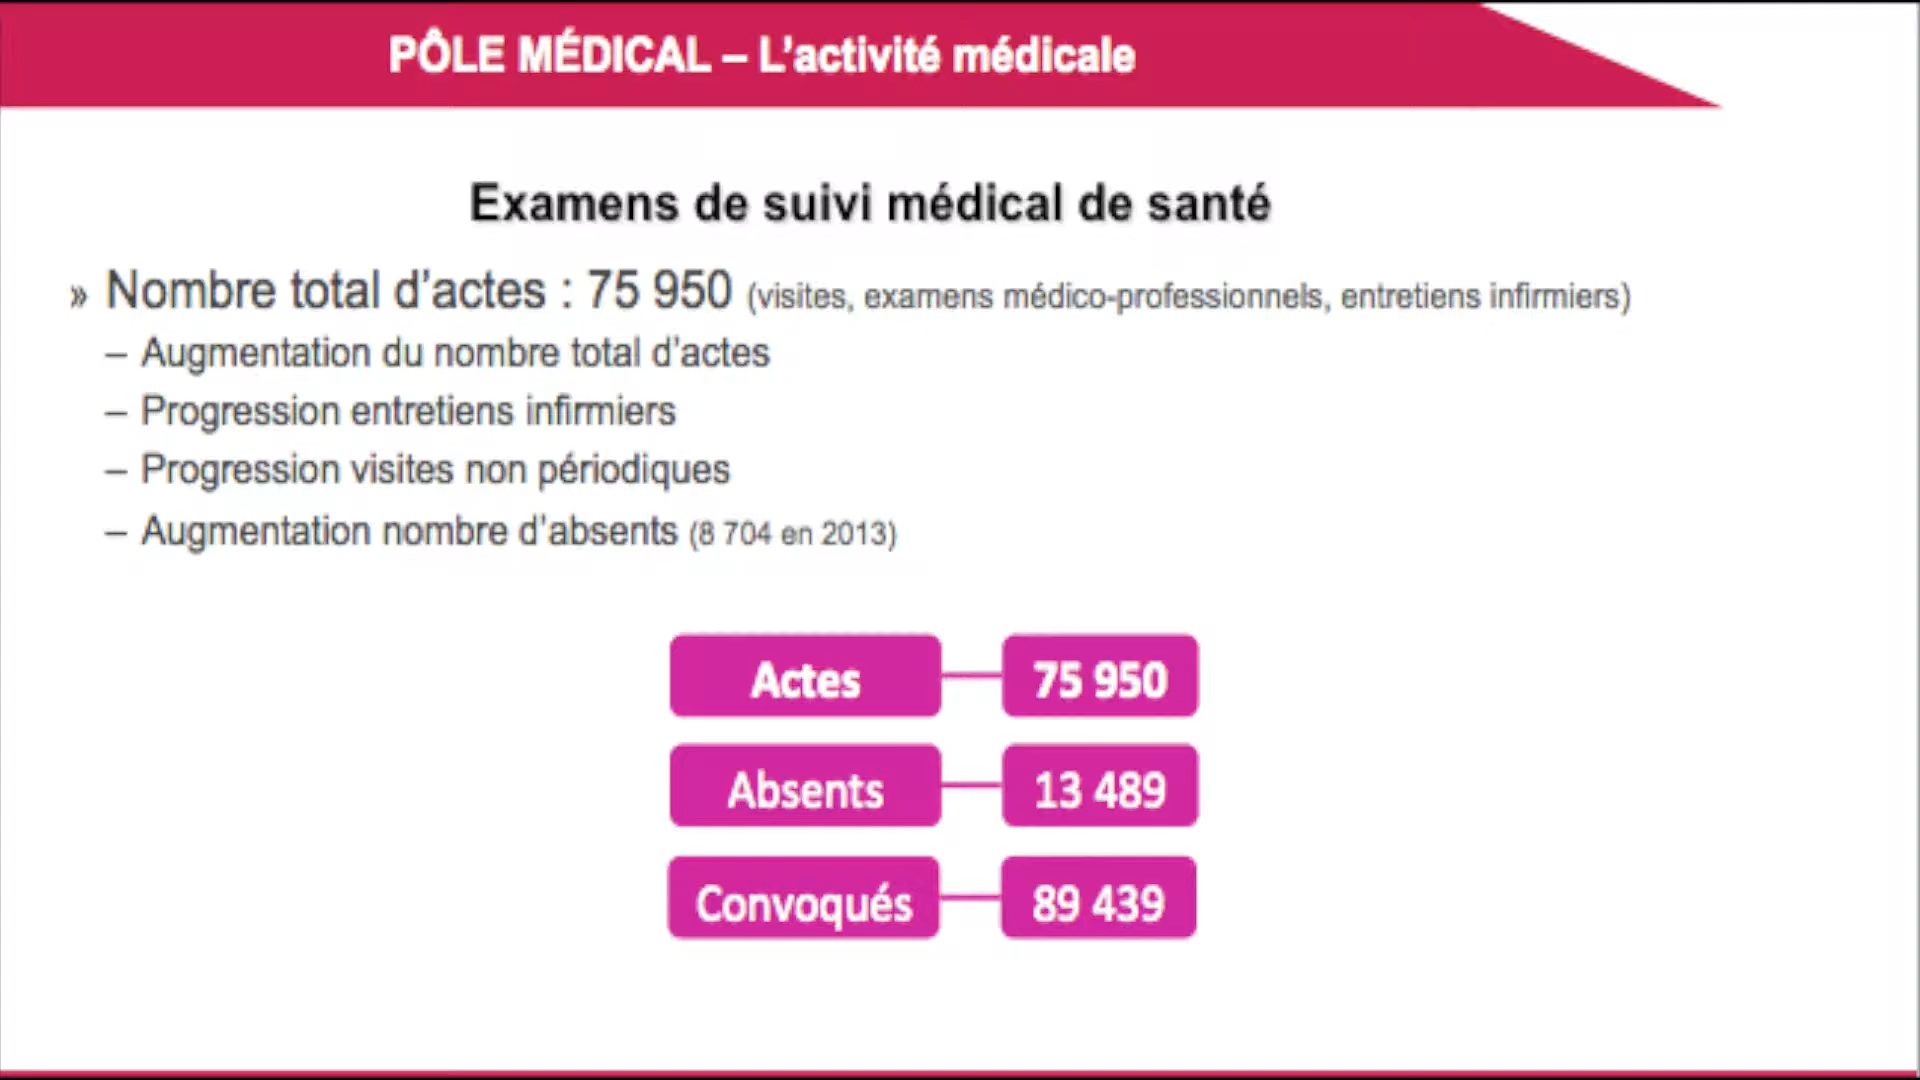 PÔLE MÉDICAL – L'activité médicale
Examens de suivi médical de santé
» Nombre total d'actes : 75 950 (visites, examens médico-professionnels, entretiens infirmiers)
– Augmentation du nombre total d'actes
– Progression entretiens infirmiers
– Progression visites non périodiques
– Augmentation nombre d'absents (8 704 en 2013)
Actes 75 950
Absents 13 489
Convoqués 89 439